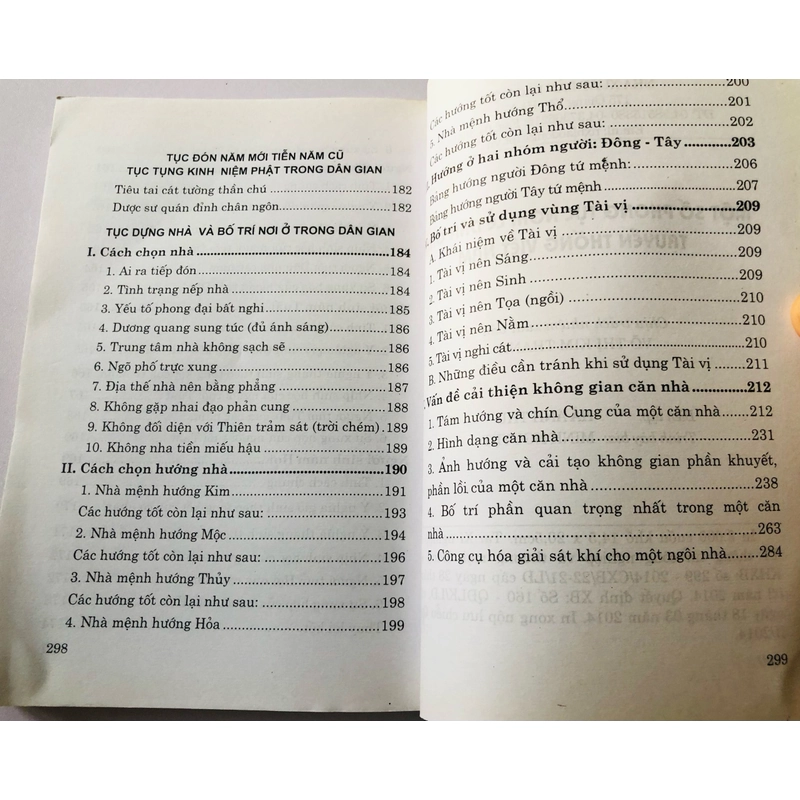 TỤC ĐÓN NĂM MỚI TIỄN NĂM CŨ
TỤC TỤNG KINH NIỆM PHẬT TRONG DÂN GIAN
Tiêu tai cát tường thần chú ........ 182
Dược sư quán đỉnh chân ngôn........ 182
TỤC DỰNG NHÀ VÀ BỐ TRÍ NƠI Ở TRONG DÂN GIAN
I. Cách chọn nhà ........ 184
1. Ai ra tiếp đón ........ 184
2. Tình trạng nếp nhà ........ 184
3. Yếu tố phong đại bất nghi ........ 185
4. Dương quang sung túc (đủ ánh sáng)........ 186
5. Trung tâm nhà không sạch sẽ ........ 186
6. Ngõ phố trực xung ........ 186
7. Địa thế nhà nên bằng phẳng ........ 187
8. Không gặp nhai đạo phản cung ........ 188
9. Không đối diện với Thiên trảm sát (trời chém) .189
10. Không nha tiền miếu hậu ........ 189
II. Cách chọn hướng nhà ........ 190
1. Nhà mệnh hướng Kim ........ 191
Các hướng tốt còn lại như sau: ........ 193
2. Nhà mệnh hướng Mộc ........ 194
Các hướng tốt còn lại như sau: ........ 196
3. Nhà mệnh hướng Thủy ........ 197
Các hướng tốt còn lại như sau: ........ 198
4. Nhà mệnh hướng Hỏa ........ 199
298
Các hướng tốt còn lại như sau: ........ 200
5. Nhà mệnh hướng Thổ ........ 201
Các hướng tốt còn lại như sau: ........ 202
Hướng ở hai nhóm người: Đông - Tây ........ 203
Bảng hướng người Đông tứ mệnh: ........ 206
Bảng hướng người Tây tứ mệnh ........ 207
Bố trí và sử dụng vùng Tài vị ........ 209
A. Khái niệm về Tài vị ........ 209
1. Tài vị nên Sáng ........ 209
2. Tài vị nên Sinh ........ 209
3. Tài vị nên Tọa (ngồi) ........ 210
4. Tài vị nên Nằm ........ 210
5. Tài vị nghi cát ........ 210
B. Những điều cần tránh khi sử dụng Tài vị ........ 211
Vấn đề cải thiện không gian căn nhà ........ 212
1. Tám hướng và chín Cung của một căn nhà ........ 212
2. Hình dạng căn nhà ........ 231
3. Ảnh hướng và cải tạo không gian phần khuyết,
phần lồi của một căn nhà ........ 238
4. Bố trí phần quan trọng nhất trong một căn
nhà ........ 263
5. Công cụ hóa giải sát khí cho một ngôi nhà ........ 284
299